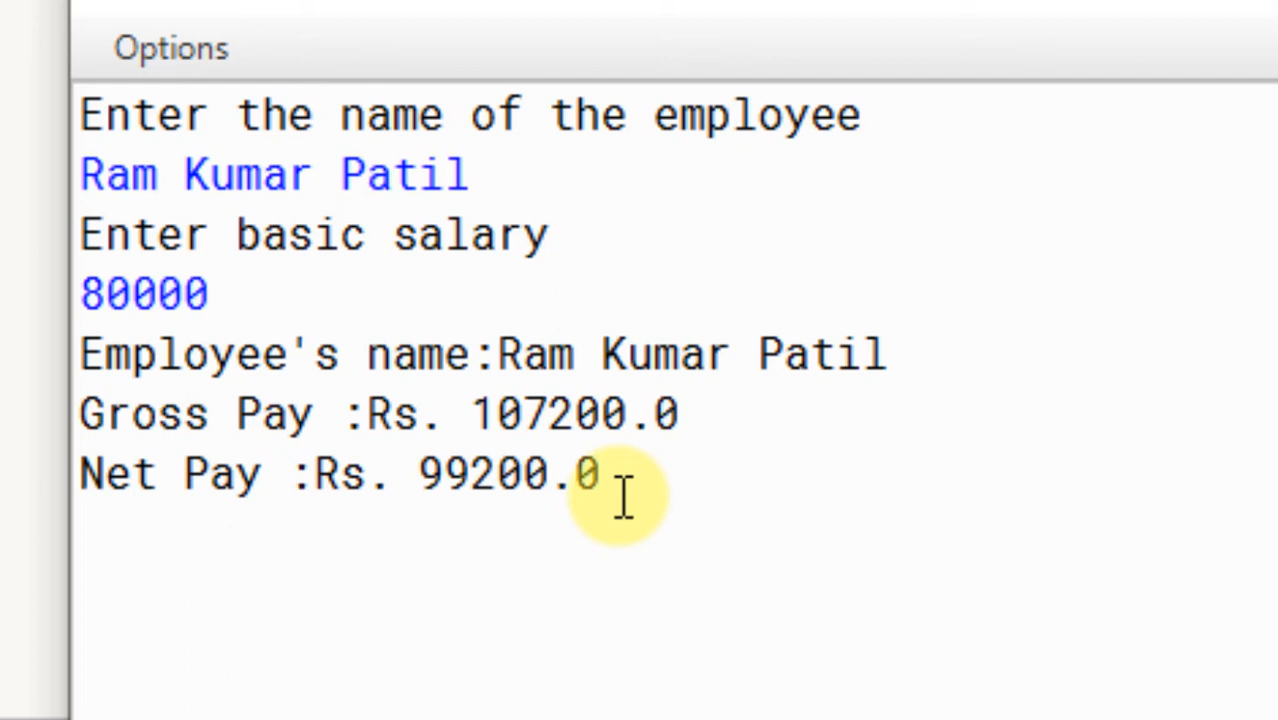 Options
Enter the name of the employee
Ram Kumar Patil
Enter basic salary
80000
Employee's name:Ram Kumar Patil
Gross Pay :Rs. 107200.0
Net Pay :Rs. 99200.0